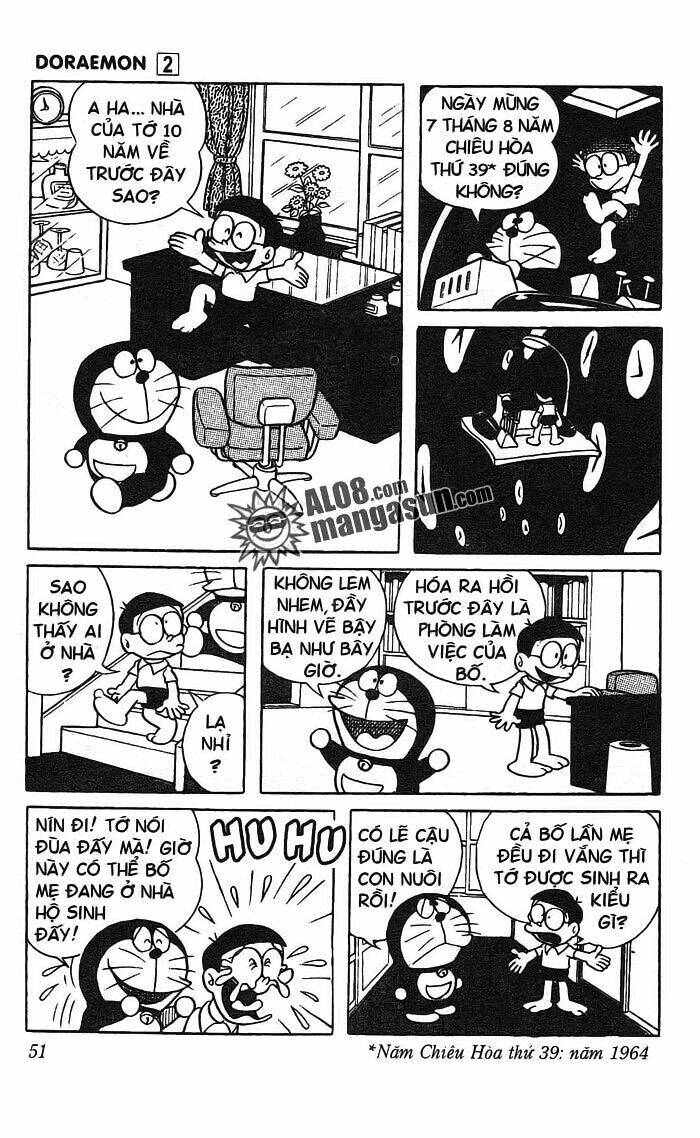 DORAEMON 2
NGÀY MÙNG
7 THÁNG 8 NĂM
CHIÊU HÒA
THỨ 39* ĐÚNG
KHÔNG?
A HA... NHÀ
CỦA TỚ 10
NĂM VỀ
TRƯỚC ĐÂY
SAO?
AL08.com
mangasun.com
HÓA RA HỒI
TRƯỚC ĐÂY LÀ
PHÒNG LÀM
VIỆC CỦA
BỐ.
KHÔNG LEM
NHEM, ĐẦY
HÌNH VẼ BẬY
BẠ NHƯ BÂY
GIỜ.
SAO
KHÔNG
THẤY AI
Ở NHÀ
?
LẠ
NHỈ
?
CẢ BỐ LẪN MẸ
ĐỀU ĐI VẮNG THÌ
TỚ ĐƯỢC SINH RA
KIỂU
GÌ?
CÓ LẼ CẬU
ĐÚNG LÀ
CON NUÔI
RỒI!
HU HU
NÍN ĐI! TỚ NÓI
ĐÙA ĐẤY MÀ! GIỜ
NÀY CÓ THỂ BỐ
MẸ ĐANG Ở NHÀ
HỘ SINH
ĐẤY!
51
*Năm Chiêu Hòa thứ 39: năm 1964